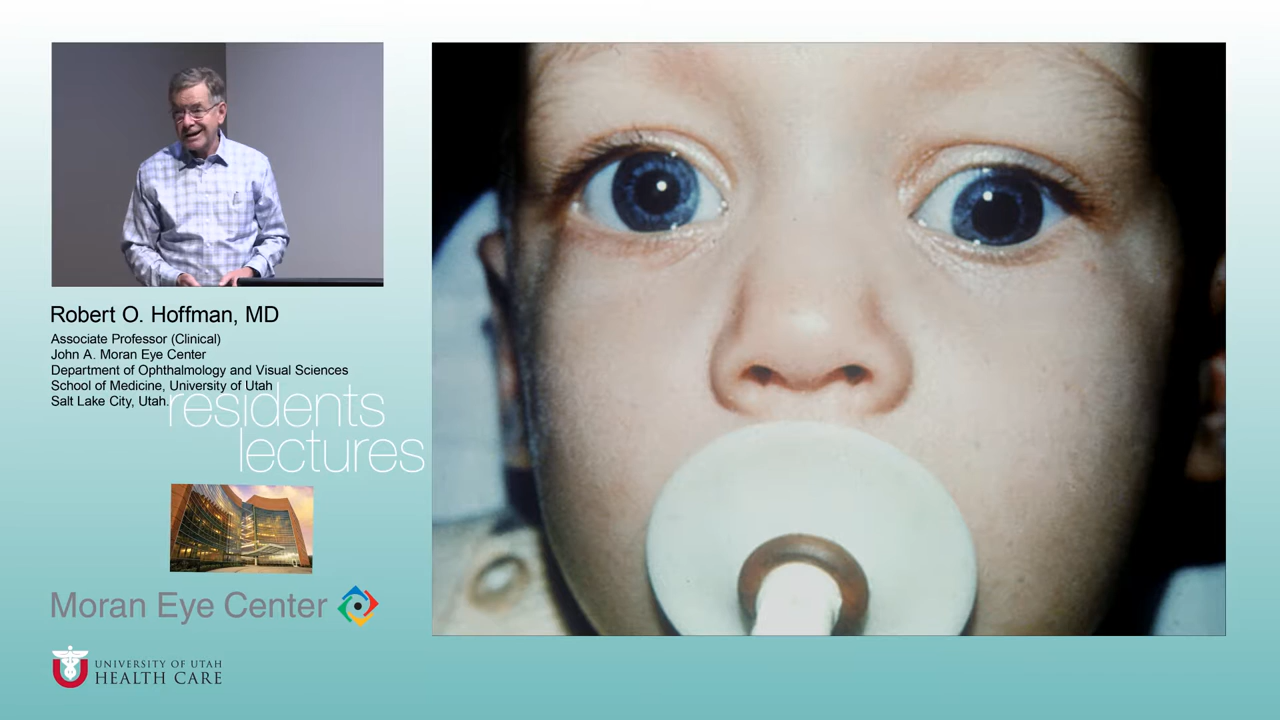 Robert O. Hoffman, MD
Associate Professor (Clinical)
John A. Moran Eye Center
Department of Ophthalmology and Visual Sciences
School of Medicine, University of Utah
Salt Lake City, Utah.
residents
lectures
Moran Eye Center
UNIVERSITY OF UTAH
HEALTH CARE